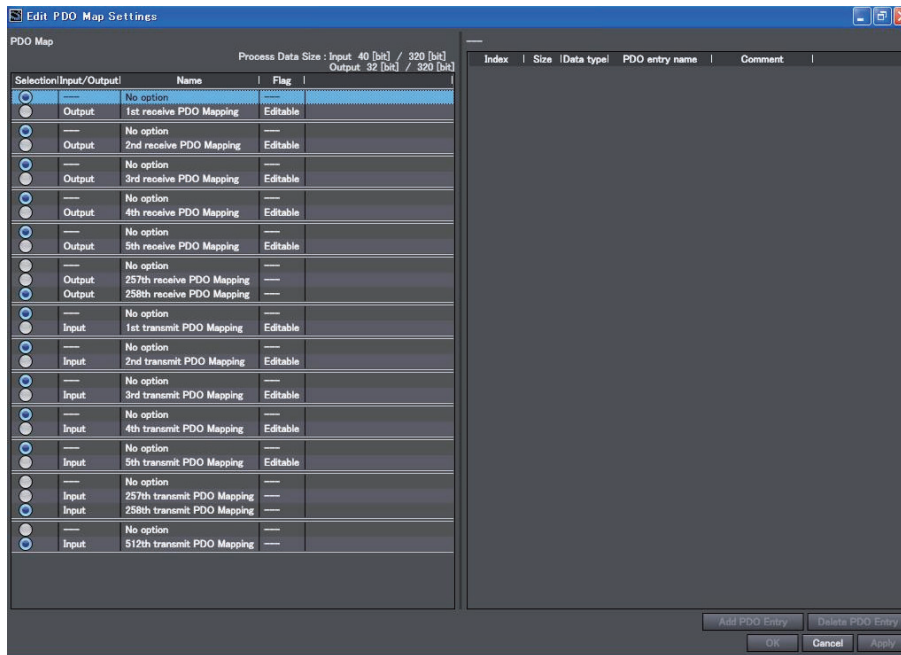 Edit PDO Map Settings
PDO Map
Process Data Size : Input 40 [bit] / 320 [bit]
Output 32 [bit] / 320 [bit]
Selection Input/Output Name Flag
--- No option ---
Output 1st receive PDO Mapping Editable
--- No option ---
Output 2nd receive PDO Mapping Editable
--- No option ---
Output 3rd receive PDO Mapping Editable
--- No option ---
Output 4th receive PDO Mapping Editable
--- No option ---
Output 5th receive PDO Mapping Editable
--- No option ---
Output 257th receive PDO Mapping ---
Output 258th receive PDO Mapping ---
--- No option ---
Input 1st transmit PDO Mapping Editable
--- No option ---
Input 2nd transmit PDO Mapping Editable
--- No option ---
Input 3rd transmit PDO Mapping Editable
--- No option ---
Input 4th transmit PDO Mapping Editable
--- No option ---
Input 5th transmit PDO Mapping Editable
--- No option ---
Input 257th transmit PDO Mapping ---
Input 258th transmit PDO Mapping ---
--- No option ---
Input 512th transmit PDO Mapping ---
---
Index Size Data type PDO entry name Comment
Add PDO Entry Delete PDO Entry
OK Cancel Apply